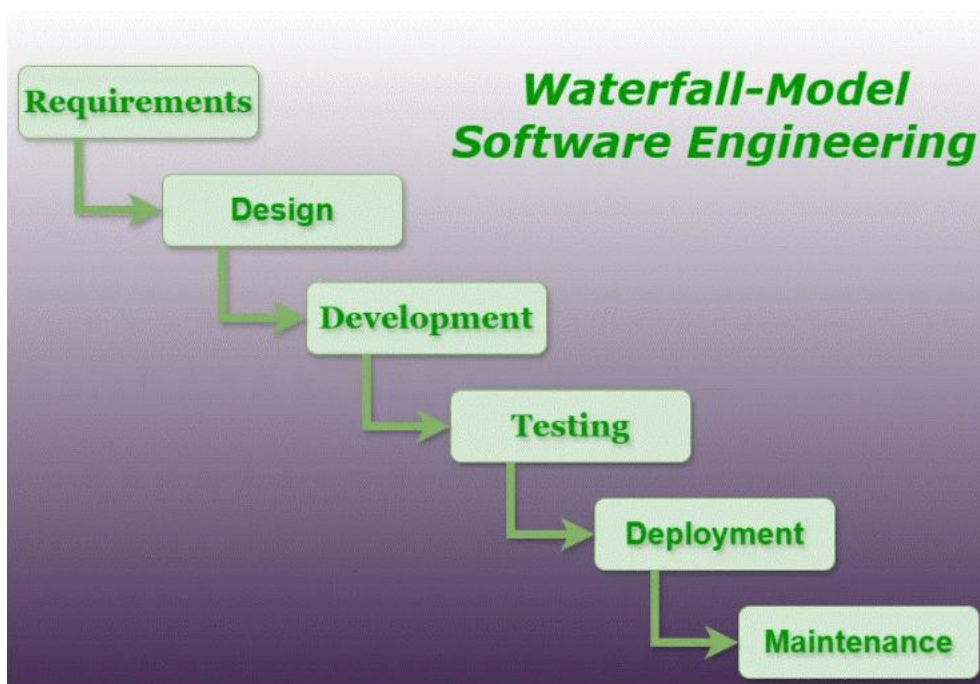 Requirements
Waterfall-Model
Software Engineering
Design
Development
Testing
Deployment
Maintenance